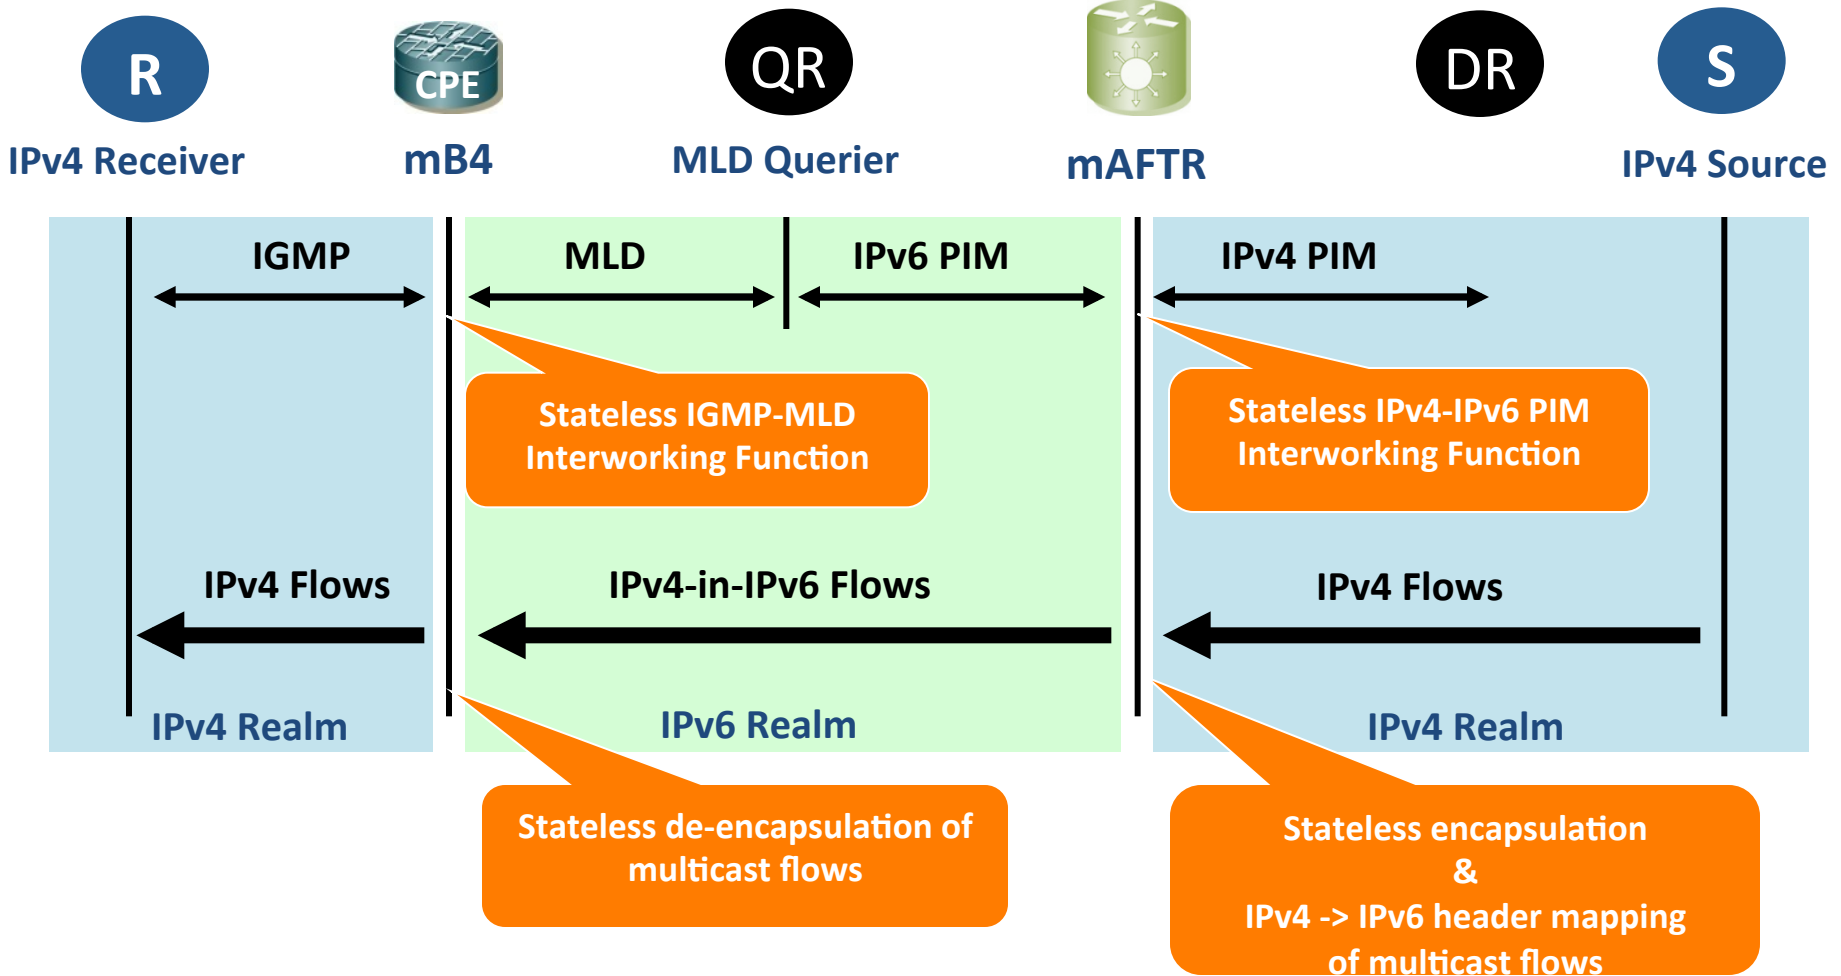 R
CPE
QR
DR
S
IPv4 Receiver
mB4
MLD Querier
mAFTR
IPv4 Source
IGMP
MLD
IPv6 PIM
IPv4 PIM
Stateless IGMP-MLD
Interworking Function
Stateless IPv4-IPv6 PIM
Interworking Function
IPv4 Flows
IPv4-in-IPv6 Flows
IPv4 Flows
IPv4 Realm
IPv6 Realm
IPv4 Realm
Stateless de-encapsulation of
multicast flows
Stateless encapsulation
&
IPv4 -> IPv6 header mapping
of multicast flows